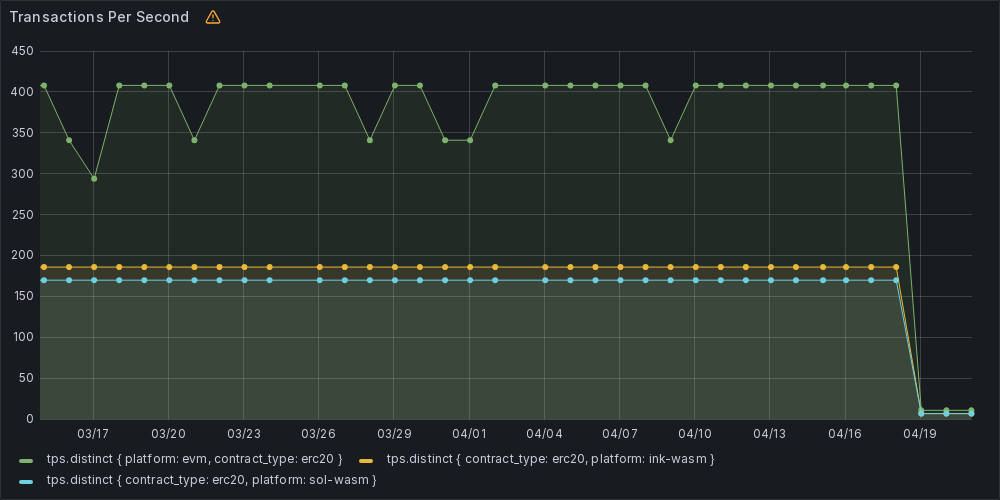 Transactions Per Second
450
400
350
300
250
200
150
100
50
0
03/17 03/20 03/23 03/26 03/29 04/01 04/04 04/07 04/10 04/13 04/16 04/19
tps.distinct { platform: evm, contract_type: erc20 } tps.distinct { contract_type: erc20, platform: ink-wasm }
tps.distinct { contract_type: erc20, platform: sol-wasm }